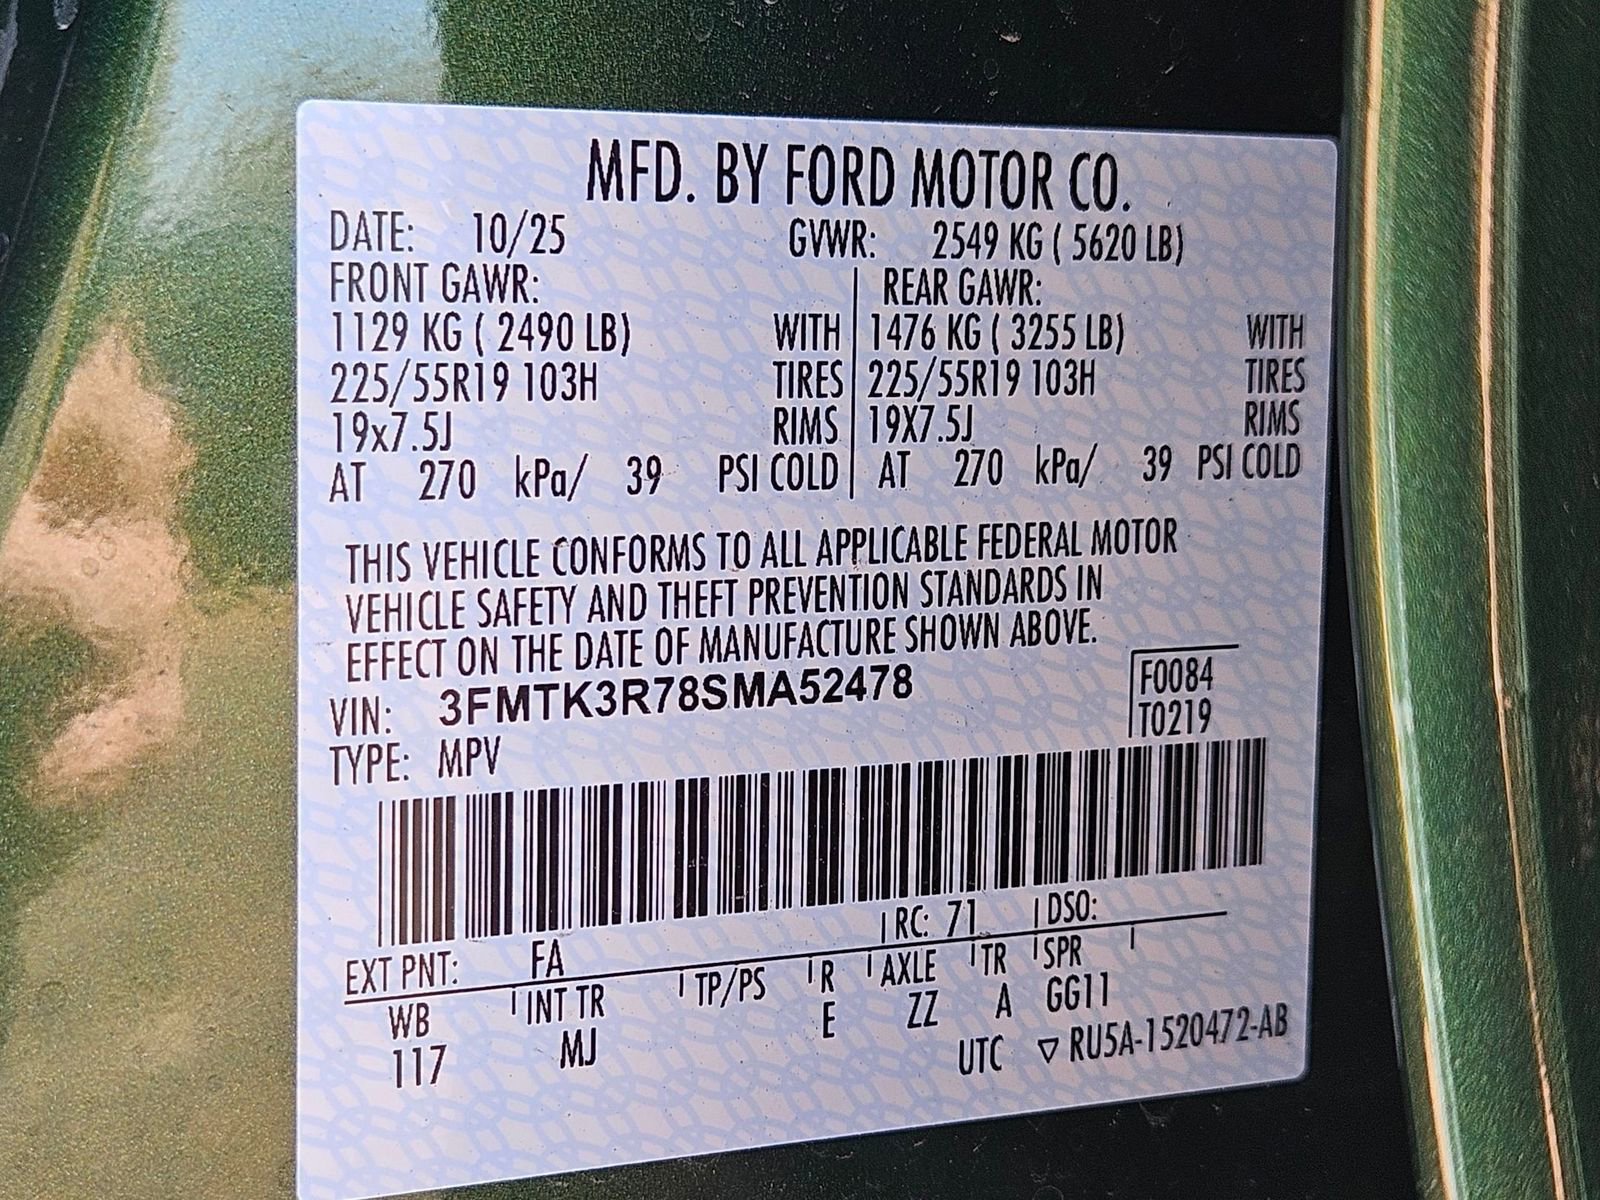 MFD. BY FORD MOTOR CO.
DATE: 10/25 GVWR: 2549 KG ( 5620 LB)
FRONT GAWR: REAR GAWR:
1129 KG ( 2490 LB) WITH 1476 KG ( 3255 LB) WITH
225/55R19 103H TIRES 225/55R19 103H TIRES
19x7.5J RIMS 19X7.5J RIMS
AT 270 kPa/ 39 PSI COLD AT 270 kPa/ 39 PSI COLD
THIS VEHICLE CONFORMS TO ALL APPLICABLE FEDERAL MOTOR
VEHICLE SAFETY AND THEFT PREVENTION STANDARDS IN
EFFECT ON THE DATE OF MANUFACTURE SHOWN ABOVE.
VIN: 3FMTK3R78SMA52478 F0084
TYPE: MPV T0219
EXT PNT: FA RC: 71 DSO:
WB INT TR TP/PS R AXLE TR SPR
117 MJ E ZZ A GG11
UTC ▽ RU5A-1520472-AB